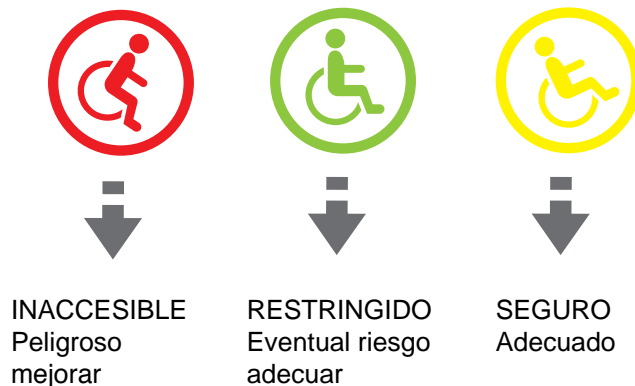 INACCESIBLE
Peligroso
mejorar
RESTRINGIDO
Eventual riesgo
adecuar
SEGURO
Adecuado